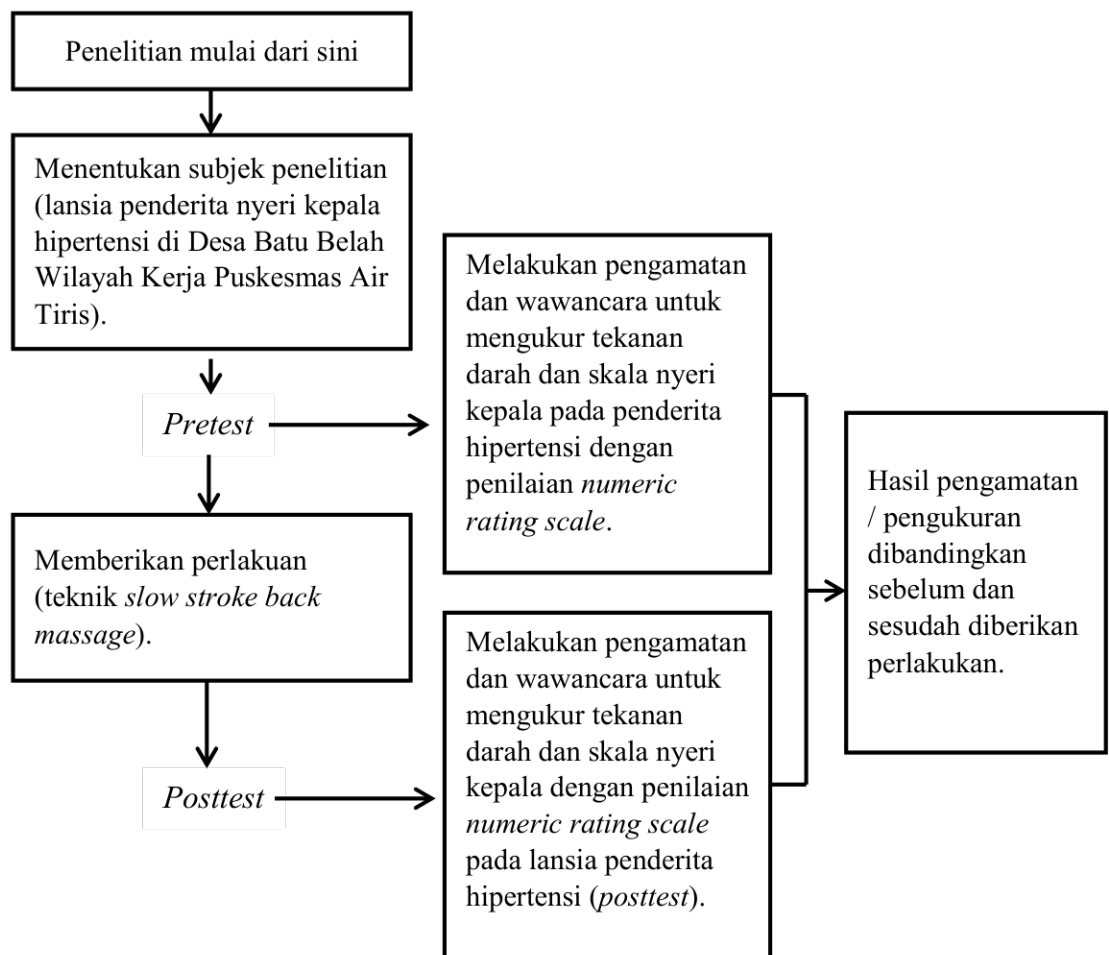 Penelitian mulai dari sini
Menentukan subjek penelitian
(lansia penderita nyeri kepala
hipertensi di Desa Batu Belah
Wilayah Kerja Puskesmas Air
Tiris).
Pretest
Melakukan pengamatan
dan wawancara untuk
mengukur tekanan
darah dan skala nyeri
kepala pada penderita
hipertensi dengan
penilaian numeric
rating scale.
Memberikan perlakuan
(teknik slow stroke back
massage).
Posttest
Melakukan pengamatan
dan wawancara untuk
mengukur tekanan
darah dan skala nyeri
kepala dengan penilaian
numeric rating scale
pada lansia penderita
hipertensi (posttest).
Hasil pengamatan
/ pengukuran
dibandingkan
sebelum dan
sesudah diberikan
perlakukan.